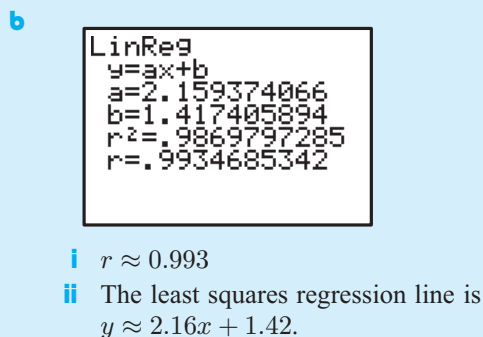 b
LinReg
y=ax+b
a=2.159374066
b=1.417405894
r²=.9869797285
r=.9934685342
i r ≈ 0.993
ii The least squares regression line is
y ≈ 2.16x + 1.42.